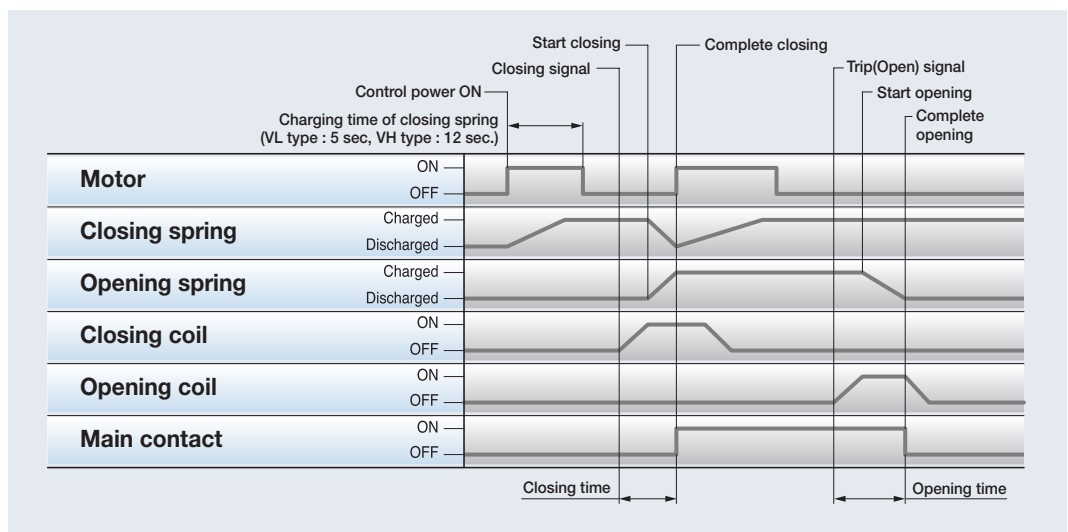 Start closing
Complete closing
Closing signal
Trip(Open) signal
Control power ON
Start opening
Charging time of closing spring
(VL type : 5 sec, VH type : 12 sec.)
Complete
opening
Motor
ON
OFF
Closing spring
Charged
Discharged
Opening spring
Charged
Discharged
Closing coil
ON
OFF
Opening coil
ON
OFF
Main contact
ON
OFF
Closing time
Opening time